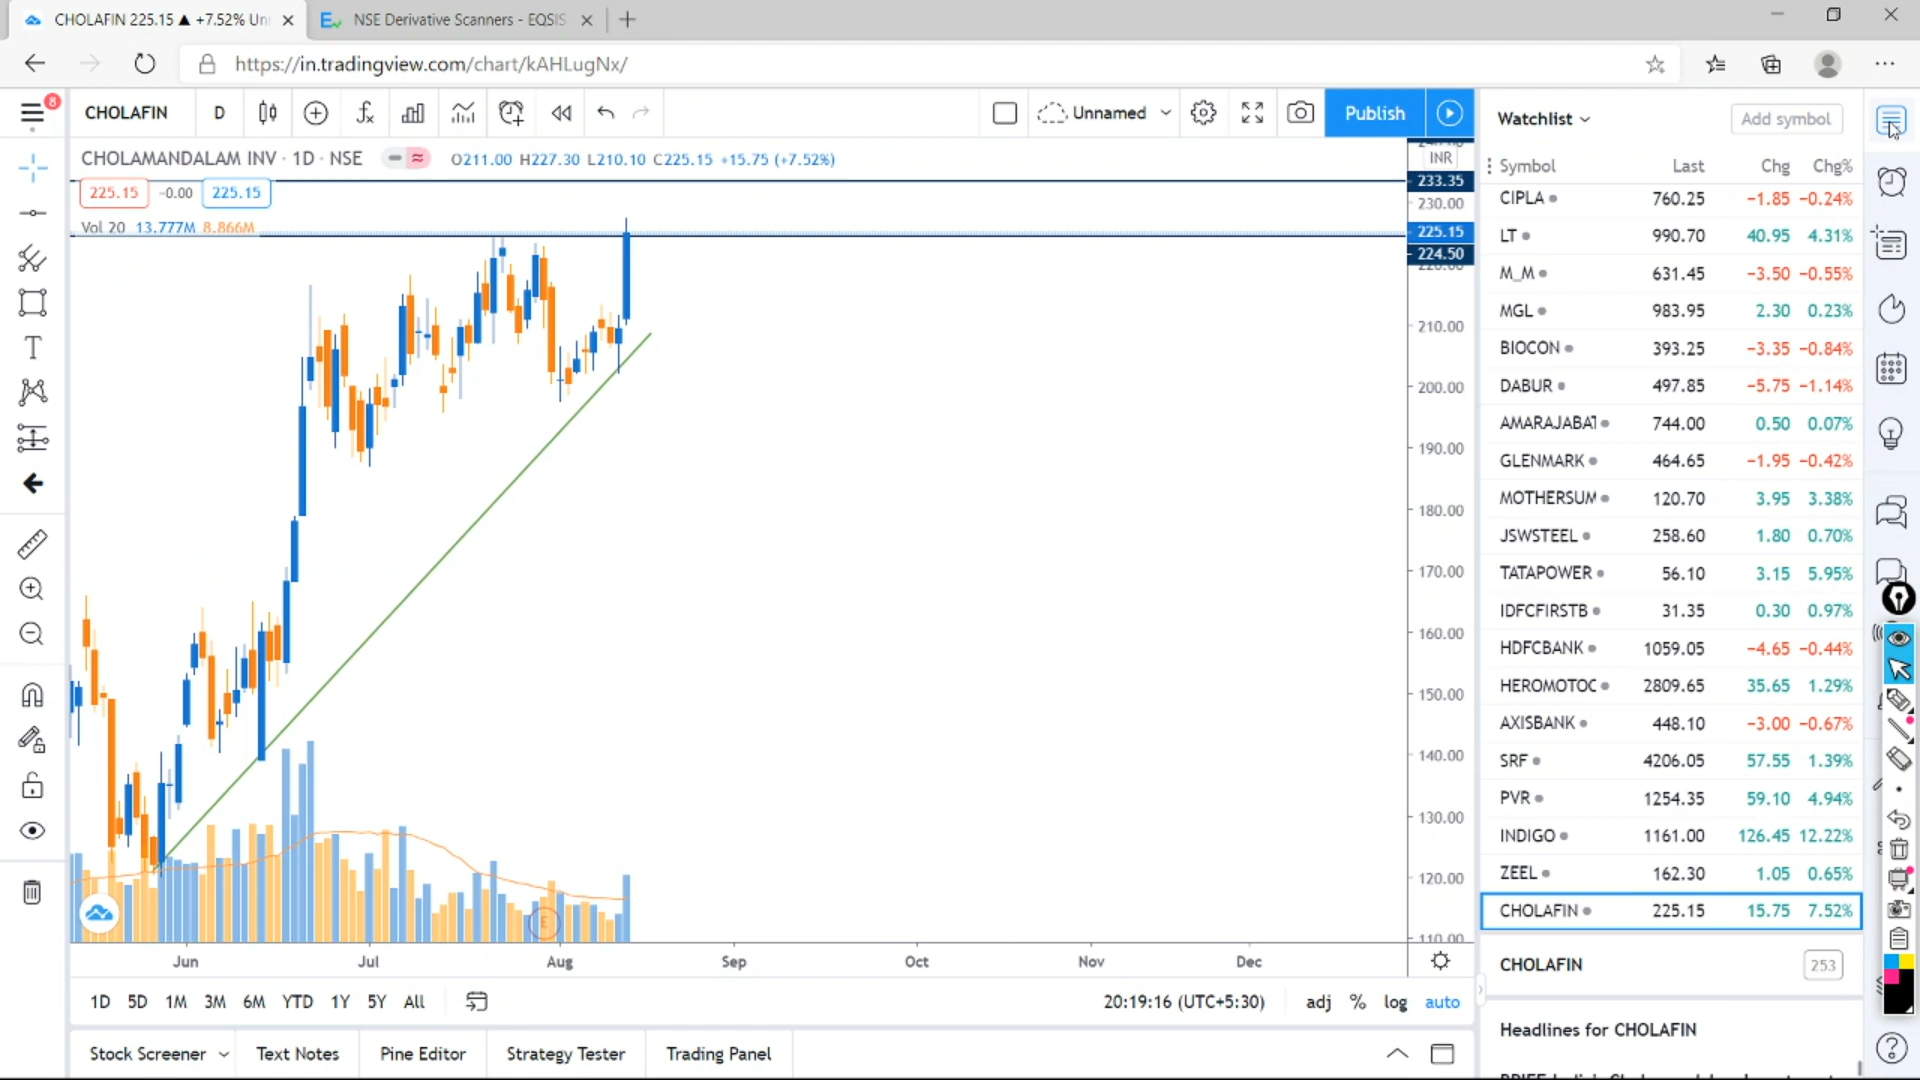 CHOLAFIN 225.15 ▲ +7.52% Un
NSE Derivative Scanners - EQSIS
https://in.tradingview.com/chart/kAHLugNx/
8
CHOLAFIN D
Unnamed
Publish
CHOLAMANDALAM INV · 1D · NSE
O211.00 H227.30 L210.10 C225.15 +15.75 (+7.52%)
225.15 −0.00 225.15
Vol 20 13.777M 8.866M
INR
233.35
230.00
225.15
224.50
220.00
210.00
200.00
190.00
180.00
170.00
160.00
150.00
140.00
130.00
120.00
110.00
E
Jun Jul Aug Sep Oct Nov Dec
1D 5D 1M 3M 6M YTD 1Y 5Y All
20:19:16 (UTC+5:30) adj % log auto
Stock Screener Text Notes Pine Editor Strategy Tester Trading Panel
Watchlist Add symbol
Symbol Last Chg Chg%
CIPLA 760.25 −1.85 −0.24%
LT 990.70 40.95 4.31%
M_M 631.45 −3.50 −0.55%
MGL 983.95 2.30 0.23%
BIOCON 393.25 −3.35 −0.84%
DABUR 497.85 −5.75 −1.14%
AMARAJABAT 744.00 0.50 0.07%
GLENMARK 464.65 −1.95 −0.42%
MOTHERSUM 120.70 3.95 3.38%
JSWSTEEL 258.60 1.80 0.70%
TATAPOWER 56.10 3.15 5.95%
IDFCFIRSTB 31.35 0.30 0.97%
HDFCBANK 1059.05 −4.65 −0.44%
HEROMOTOC 2809.65 35.65 1.29%
AXISBANK 448.10 −3.00 −0.67%
SRF 4206.05 57.55 1.39%
PVR 1254.35 59.10 4.94%
INDIGO 1161.00 126.45 12.22%
ZEEL 162.30 1.05 0.65%
CHOLAFIN 225.15 15.75 7.52%
CHOLAFIN 253
Headlines for CHOLAFIN